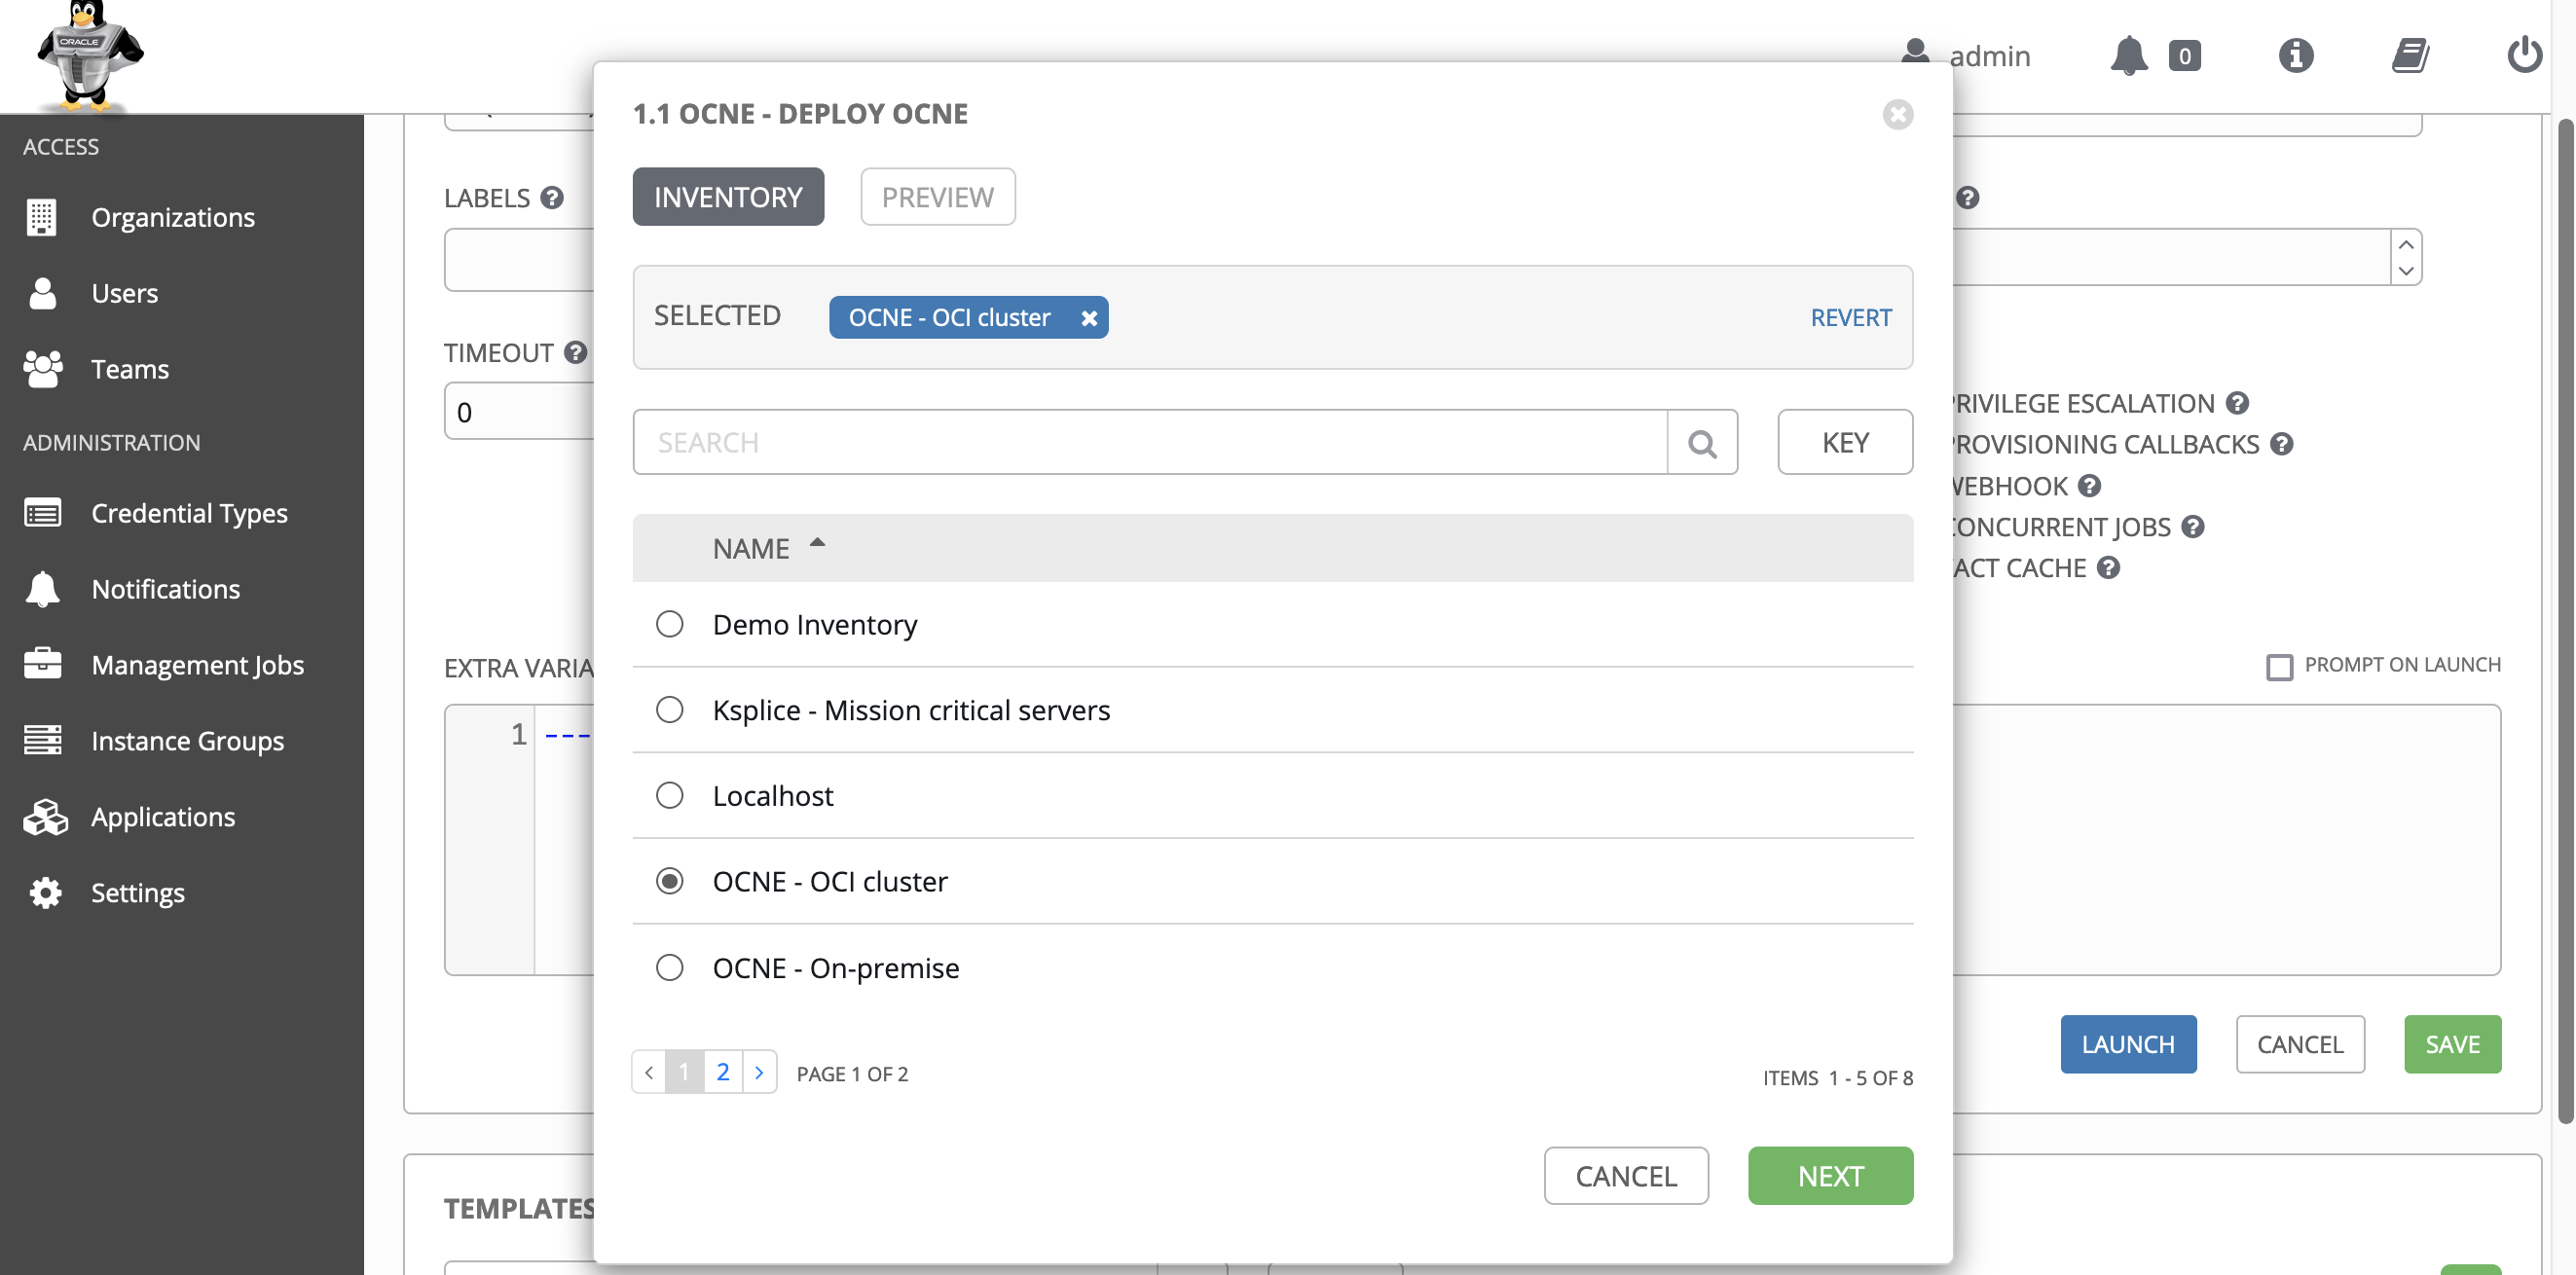 ORACLE
admin
0
ACCESS
Organizations
Users
Teams
ADMINISTRATION
Credential Types
Notifications
Management Jobs
Instance Groups
Applications
Settings
LABELS ?
TIMEOUT ?
0
EXTRA VARIA
1 ---
TEMPLATES
1.1 OCNE - DEPLOY OCNE
INVENTORY PREVIEW
SELECTED OCNE - OCI cluster REVERT
SEARCH KEY
NAME
Demo Inventory
Ksplice - Mission critical servers
Localhost
OCNE - OCI cluster
OCNE - On-premise
1 2 PAGE 1 OF 2 ITEMS 1 - 5 OF 8
CANCEL NEXT
?
PRIVILEGE ESCALATION ?
PROVISIONING CALLBACKS ?
WEBHOOK ?
CONCURRENT JOBS ?
ACT CACHE ?
PROMPT ON LAUNCH
LAUNCH CANCEL SAVE